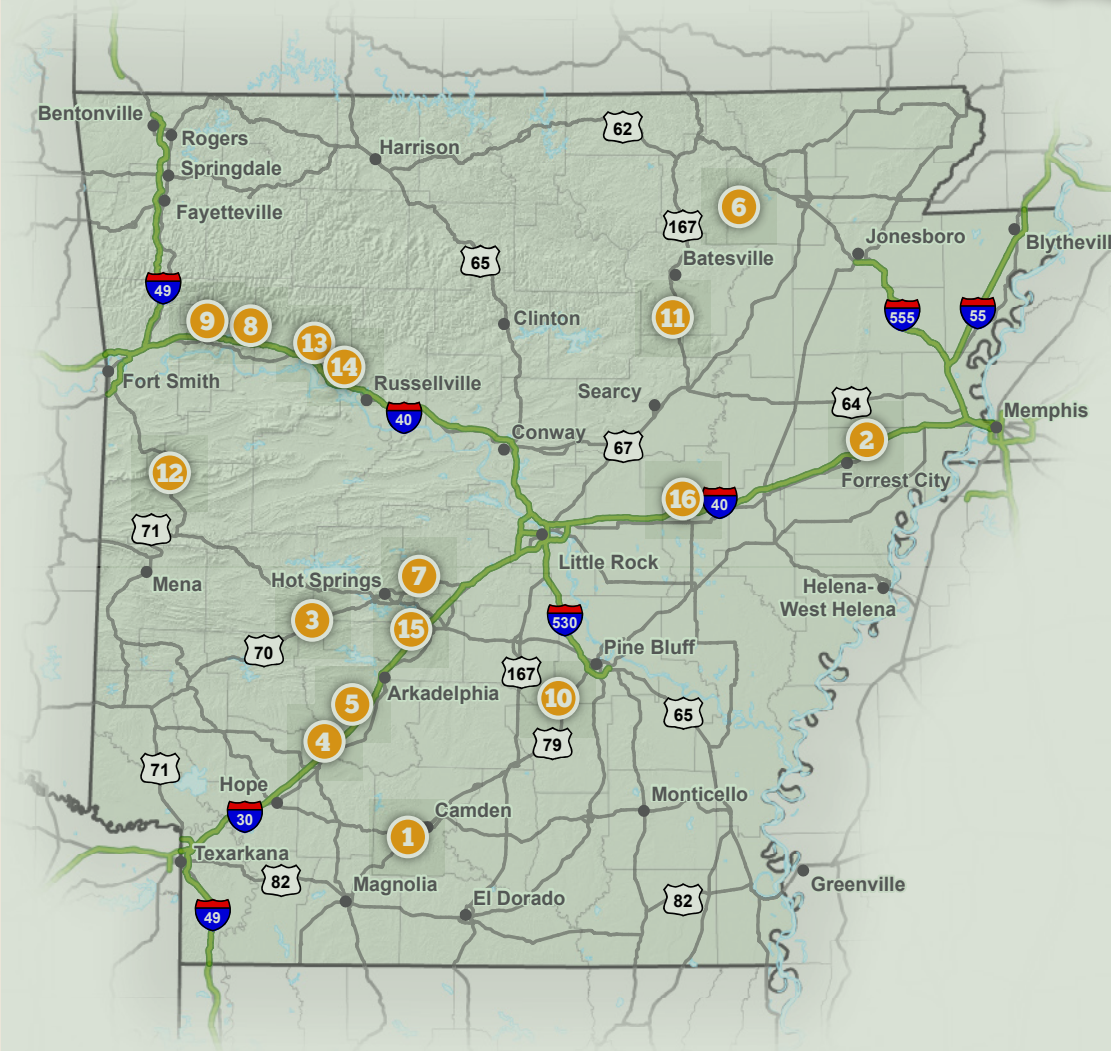 Bentonville
Rogers
62
Harrison
Springdale
Fayetteville
6
167
Jonesboro
Blythevill
65
Batesville
49
555
55
9
8
11
Clinton
13
14
Fort Smith
Russellville
Searcy
64
Memphis
40
Conway
67
2
12
Forrest City
16
40
71
Little Rock
Mena
Hot Springs
7
Helena-
West Helena
3
15
530
70
Pine Bluff
167
Arkadelphia
10
5
65
4
79
71
Hope
Monticello
30
Camden
1
Texarkana
82
Magnolia
Greenville
El Dorado
82
49